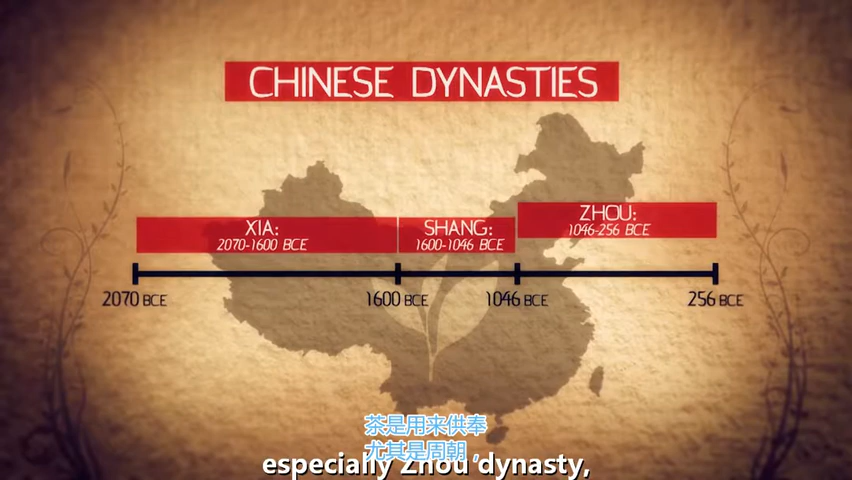 CHINESE DYNASTIES
XIA:
2070-1600 BCE
SHANG:
1600-1046 BCE
ZHOU:
1046-256 BCE
2070 BCE
1600 BCE
1046 BCE
256 BCE
茶是用来供奉
尤其是周朝，
especially Zhou dynasty,